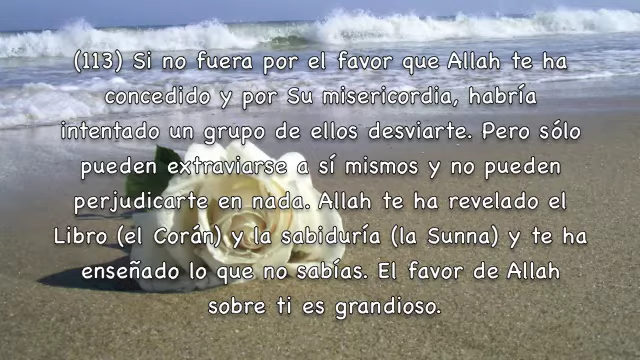 (113) Si no fuera por el favor que Allah te ha
concedido y por Su misericordia, habría
intentado un grupo de ellos desviarte. Pero sólo
pueden extraviarse a sí mismos y no pueden
perjudicarte en nada. Allah te ha revelado el
Libro (el Corán) y la sabiduría (la Sunna) y te ha
enseñado lo que no sabías. El favor de Allah
sobre ti es grandioso.